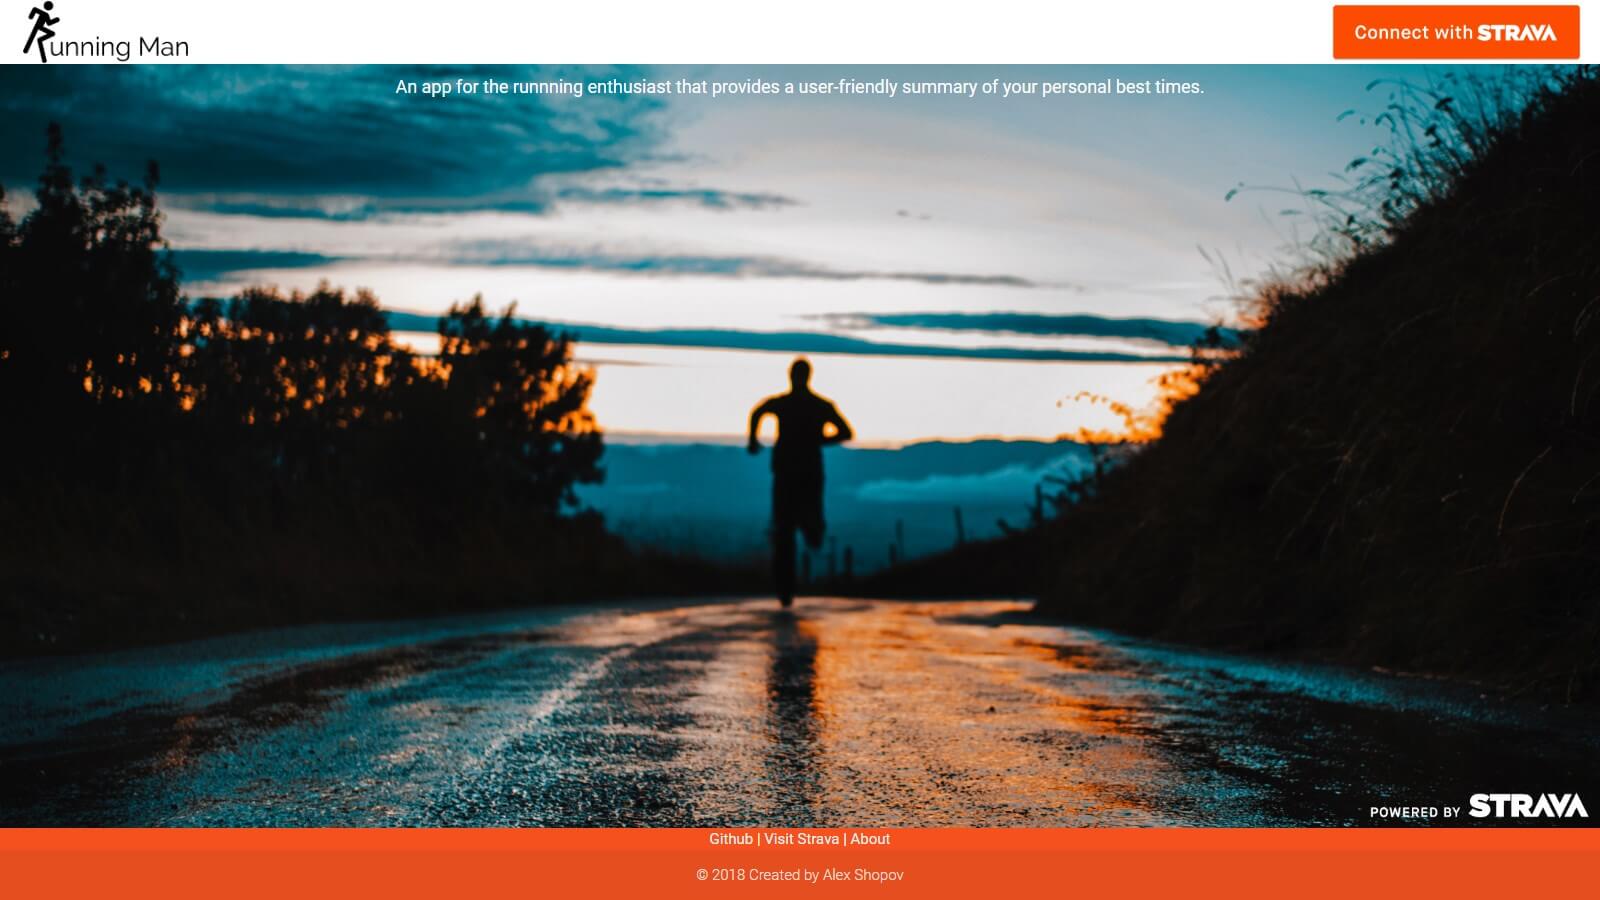 Running Man
Connect with STRAVA
An app for the runnning enthusiast that provides a user-friendly summary of your personal best times.
POWERED BY STRAVA
Github | Visit Strava | About
© 2018 Created by Alex Shopov